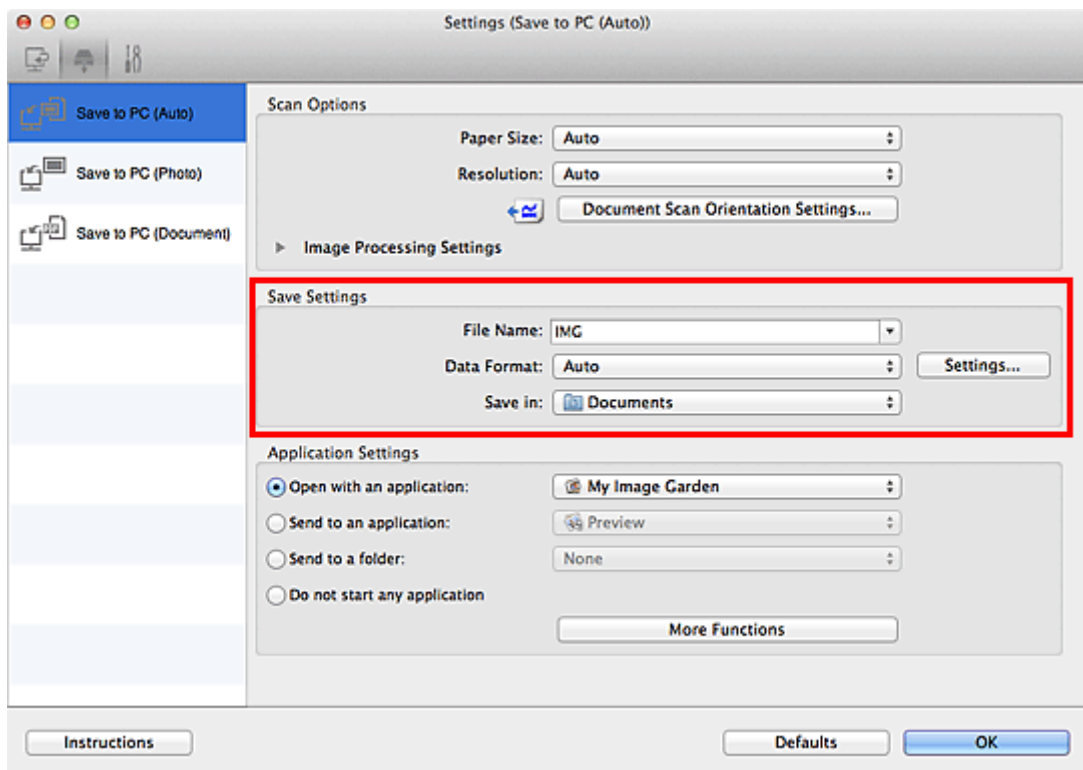 Settings (Save to PC (Auto))
Save to PC (Auto)
Save to PC (Photo)
Save to PC (Document)
Scan Options
Paper Size: Auto
Resolution: Auto
Document Scan Orientation Settings...
Image Processing Settings
Save Settings
File Name: IMG
Data Format: Auto Settings...
Save in: Documents
Application Settings
Open with an application: My Image Garden
Send to an application: Preview
Send to a folder: None
Do not start any application
More Functions
Instructions Defaults OK